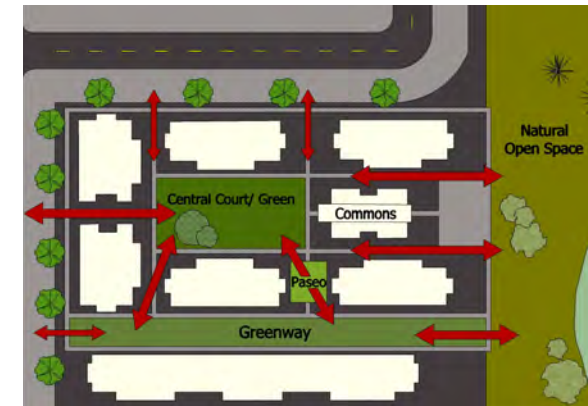 Natural
Open Space
Central Court/ Green
Commons
Paseo
Greenway